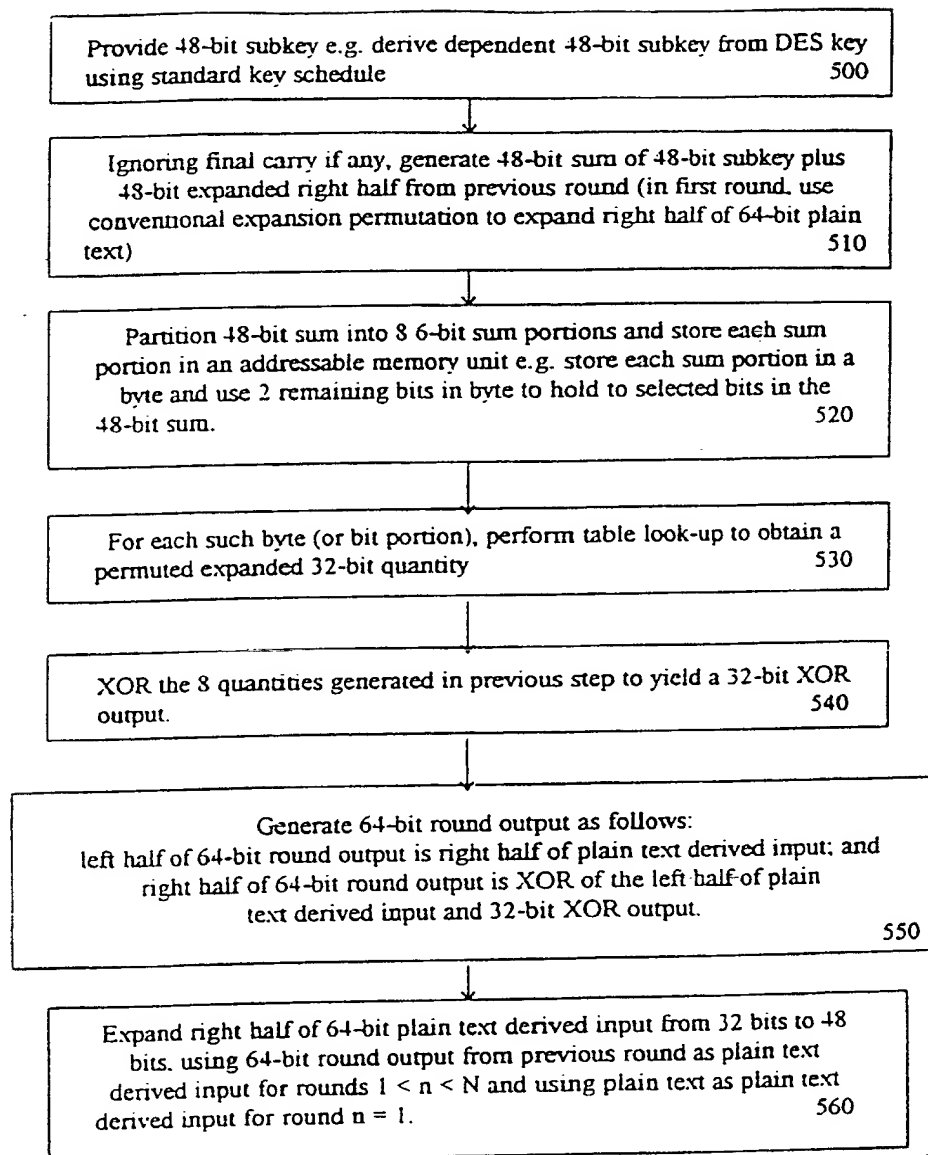 Provide 48-bit subkey e.g. derive dependent 48-bit subkey from DES key
using standard key schedule 500
Ignoring final carry if any, generate 48-bit sum of 48-bit subkey plus
48-bit expanded right half from previous round (in first round, use
conventional expansion permutation to expand right half of 64-bit plain
text) 510
Partition 48-bit sum into 8 6-bit sum portions and store each sum
portion in an addressable memory unit e.g. store each sum portion in a
byte and use 2 remaining bits in byte to hold to selected bits in the
48-bit sum. 520
For each such byte (or bit portion), perform table look-up to obtain a
permuted expanded 32-bit quantity 530
XOR the 8 quantities generated in previous step to yield a 32-bit XOR
output. 540
Generate 64-bit round output as follows:
left half of 64-bit round output is right half of plain text derived input; and
right half of 64-bit round output is XOR of the left half of plain
text derived input and 32-bit XOR output.
550
Expand right half of 64-bit plain text derived input from 32 bits to 48
bits, using 64-bit round output from previous round as plain text
derived input for rounds 1 < n < N and using plain text as plain text
derived input for round n = 1. 560